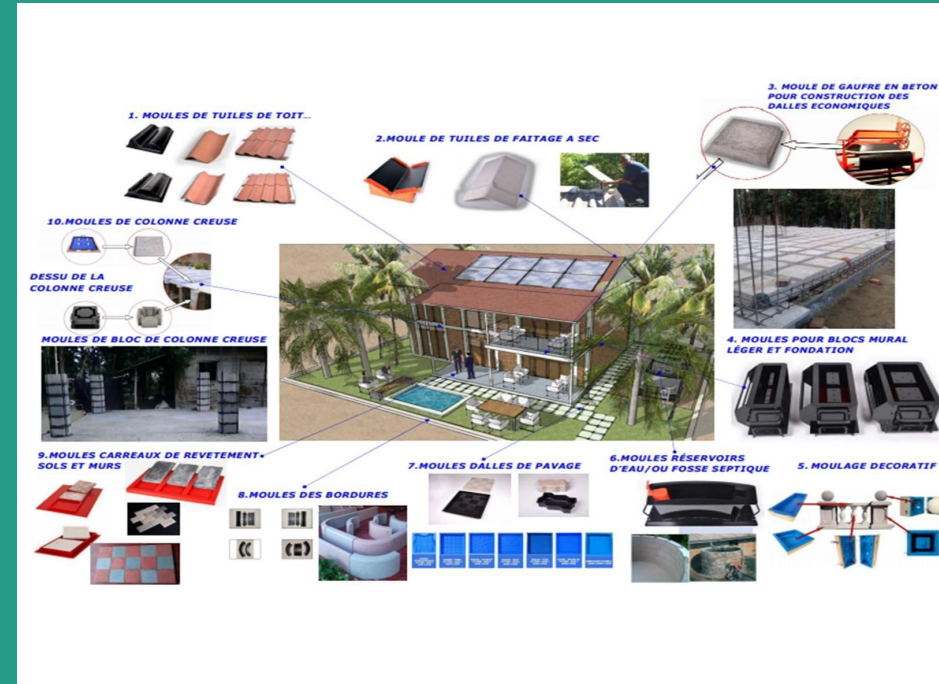 1. MOULES DE TUILES DE TOIT...
2.MOULE DE TUILES DE FAITAGE A SEC
3. MOULE DE GAUFRE EN BETON
POUR CONSTRUCTION DES
DALLES ECONOMIQUES
10.MOULES DE COLONNE CREUSE
DESSU DE LA
COLONNE CREUSE
MOULES DE BLOC DE COLONNE CREUSE
4. MOULES POUR BLOCS MURAL
LÉGER ET FONDATION
9.MOULES CARREAUX DE REVETEMENT
SOLS ET MURS
8.MOULES DES BORDURES
7.MOULES DALLES DE PAVAGE
6.MOULES RÉSERVOIRS
D'EAU/OU FOSSE SEPTIQUE
5. MOULAGE DECORATIF